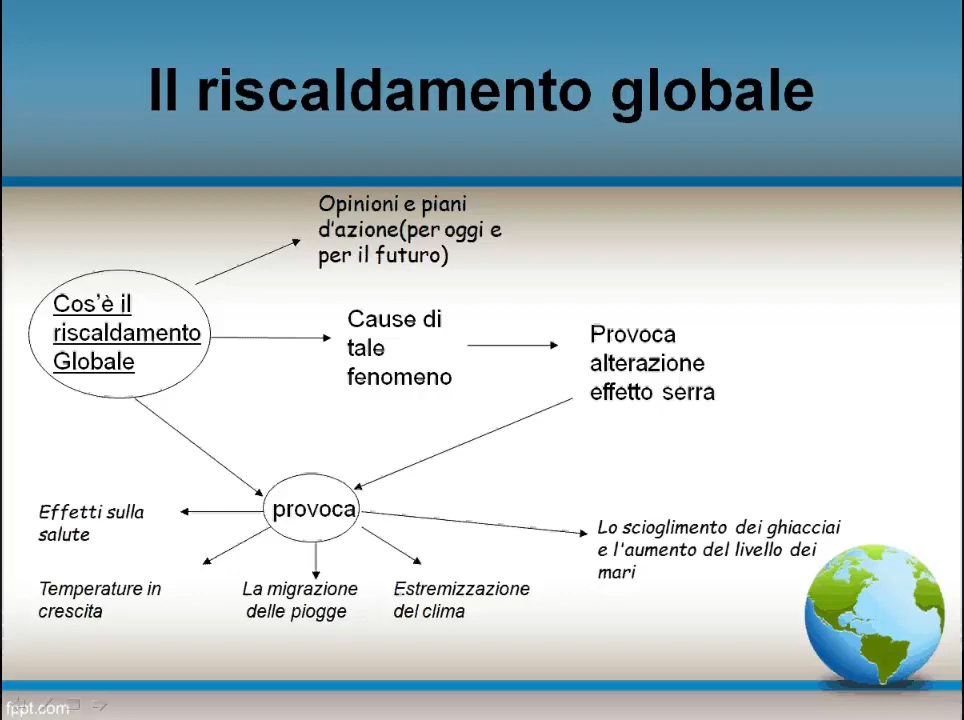 Il riscaldamento globale
Opinioni e piani
d'azione(per oggi e
per il futuro)
Cos'è il
riscaldamento
Globale
Cause di
tale
fenomeno
Provoca
alterazione
effetto serra
provoca
Effetti sulla
salute
Lo scioglimento dei ghiacciai
e l'aumento del livello dei
mari
Temperature in
crescita
La migrazione
delle piogge
Estremizzazione
del clima
fppt.com